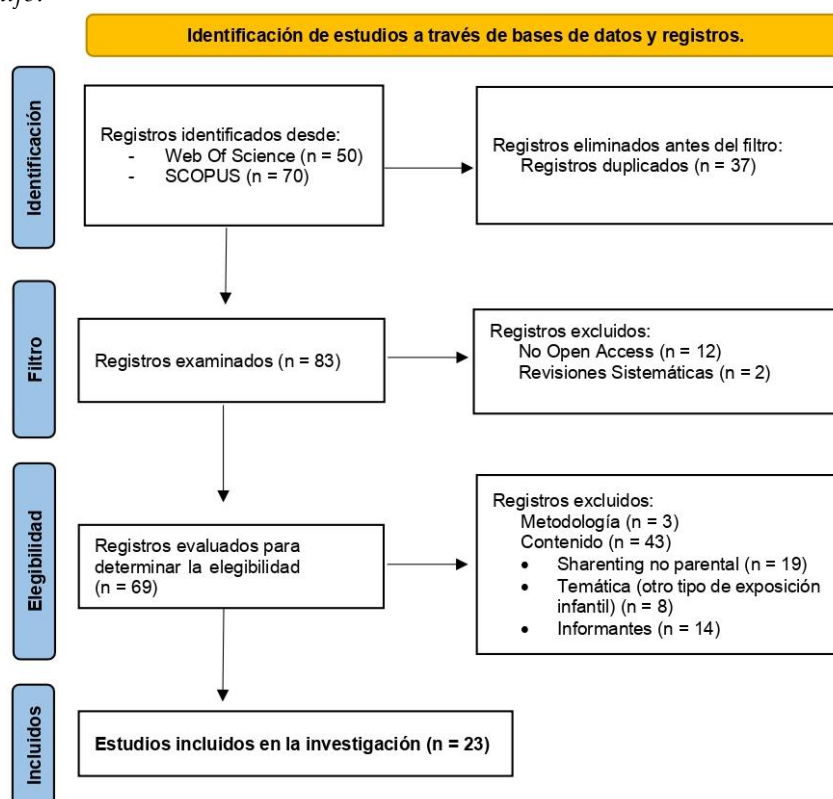 Identificación de estudios a través de bases de datos y registros.
Identificación
Registros identificados desde:
- Web Of Science (n = 50)
- SCOPUS (n = 70)
Registros eliminados antes del filtro:
Registros duplicados (n = 37)
Filtro
Registros examinados (n = 83)
Registros excluidos:
No Open Access (n = 12)
Revisiones Sistemáticas (n = 2)
Elegibilidad
Registros evaluados para
determinar la elegibilidad
(n = 69)
Registros excluidos:
Metodología (n = 3)
Contenido (n = 43)
• Sharenting no parental (n = 19)
• Temática (otro tipo de exposición
infantil) (n = 8)
• Informantes (n = 14)
Incluidos
Estudios incluidos en la investigación (n = 23)